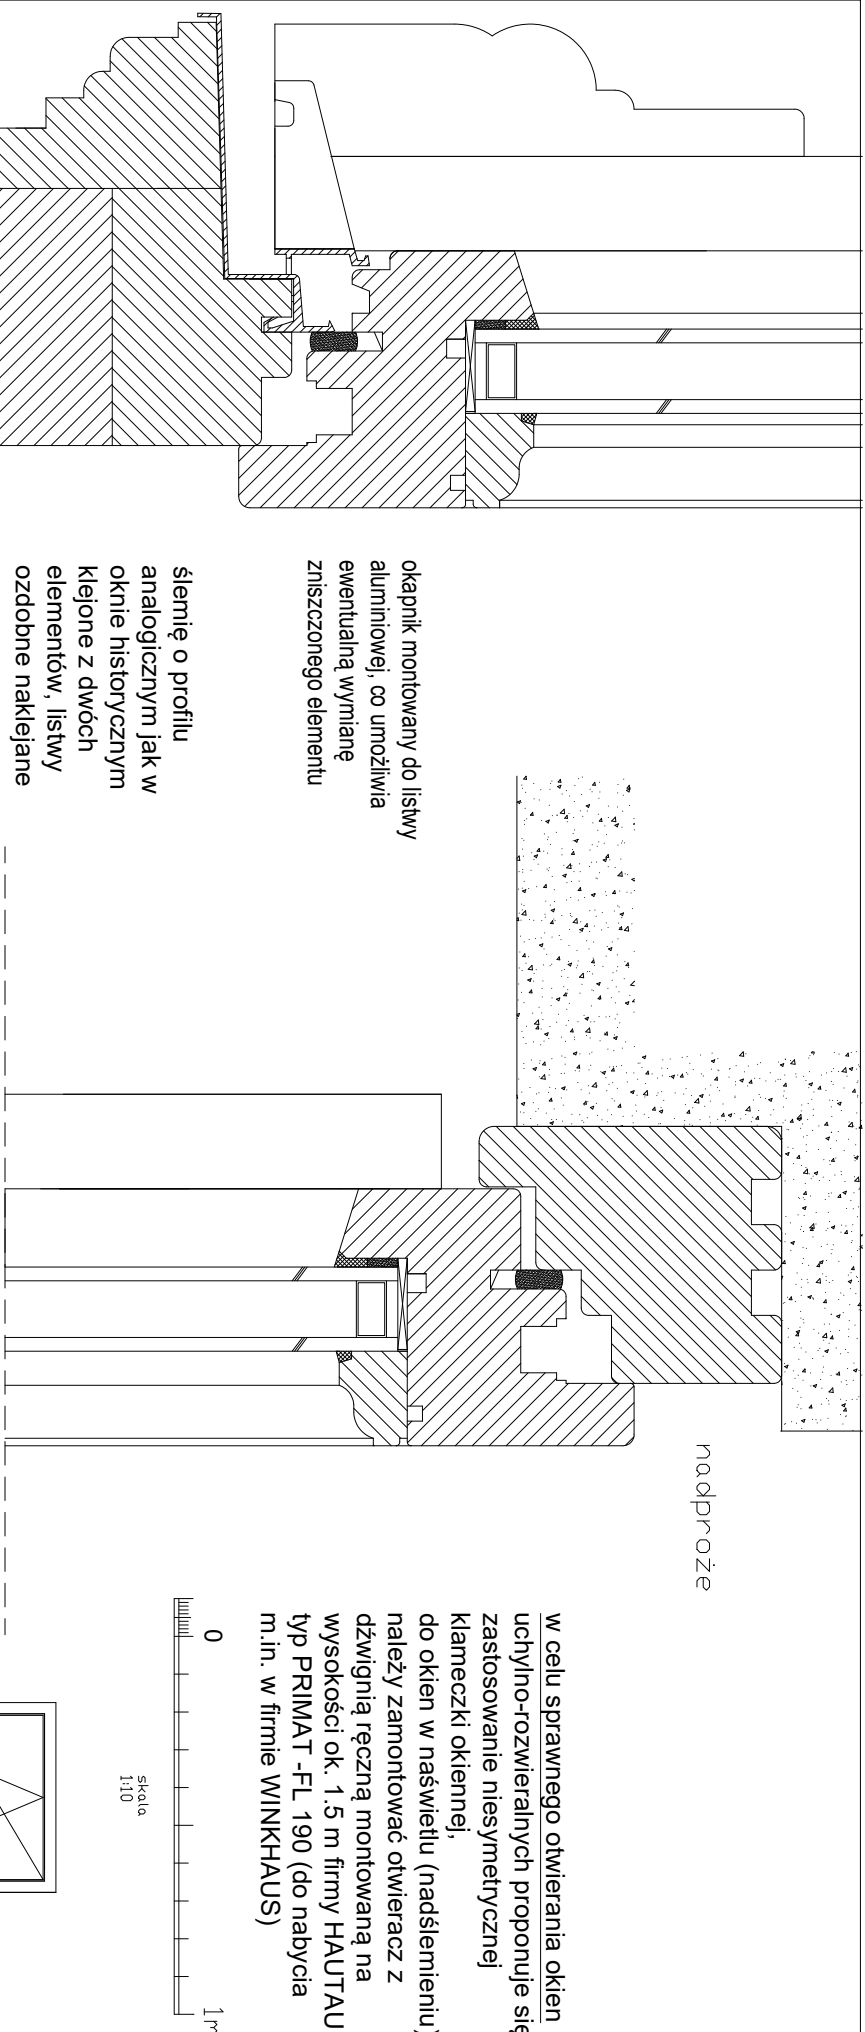 okapnik montowany do listwy
aluminiowej, co umożliwia
ewentualną wymianę
zniszczonego elementu
ślemię o profilu
analogicznym jak w
oknie historycznym
klejone z dwóch
elementów, listwy
ozdobne naklejane
nadproże
w celu sprawnego otwierania okien
uchylno-rozwieralnych proponuje się
zastosowanie niesymetrycznej
klameczki okiennej,
do okien w naświetlu (nadślemieniu)
należy zamontować otwieracz z
dźwignią ręczną montowaną na
wysokości ok. 1.5 m firmy HAUTAU
typ PRIMAT -FL 190 (do nabycia
m.in. w firmie WINKHAUS)
0
1m
skala
1:10